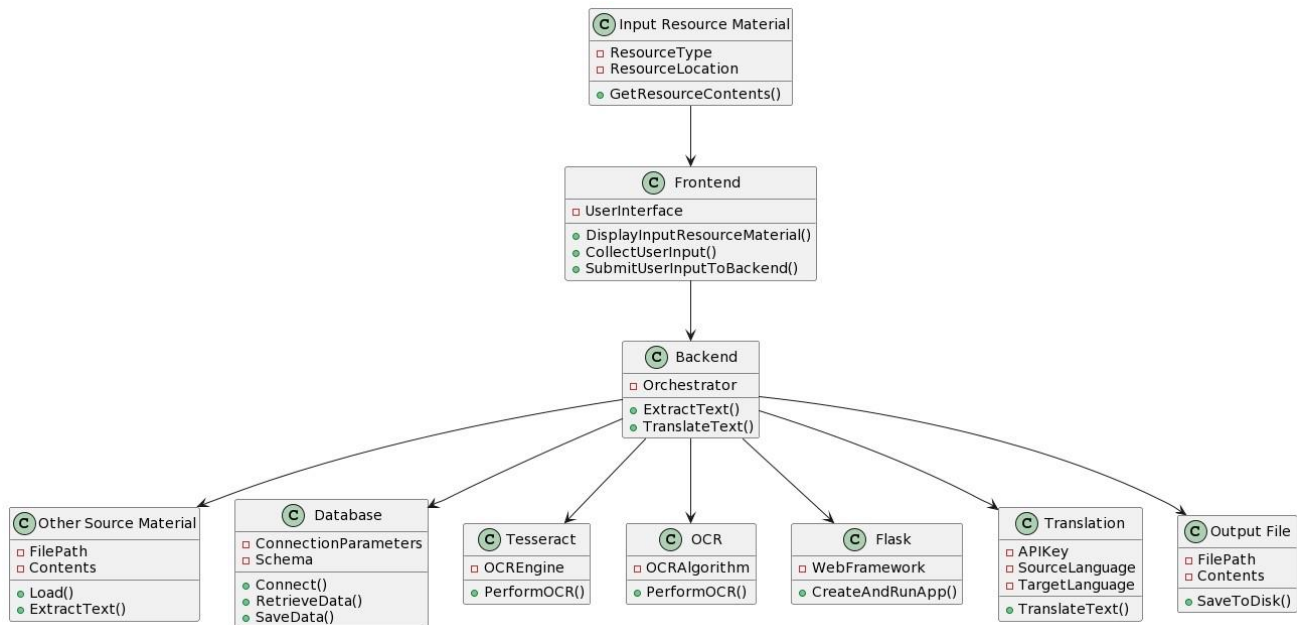 C Input Resource Material
ResourceType
ResourceLocation
GetResourceContents()
C Frontend
UserInterface
DisplayInputResourceMaterial()
CollectUserInput()
SubmitUserInputToBackend()
C Backend
Orchestrator
ExtractText()
TranslateText()
C Other Source Material
FilePath
Contents
Load()
ExtractText()
C Database
ConnectionParameters
Schema
Connect()
RetrieveData()
SaveData()
C Tesseract
OCREngine
PerformOCR()
C OCR
OCRAlgorithm
PerformOCR()
C Flask
WebFramework
CreateAndRunApp()
C Translation
APIKey
SourceLanguage
TargetLanguage
TranslateText()
C Output File
FilePath
Contents
SaveToDisk()